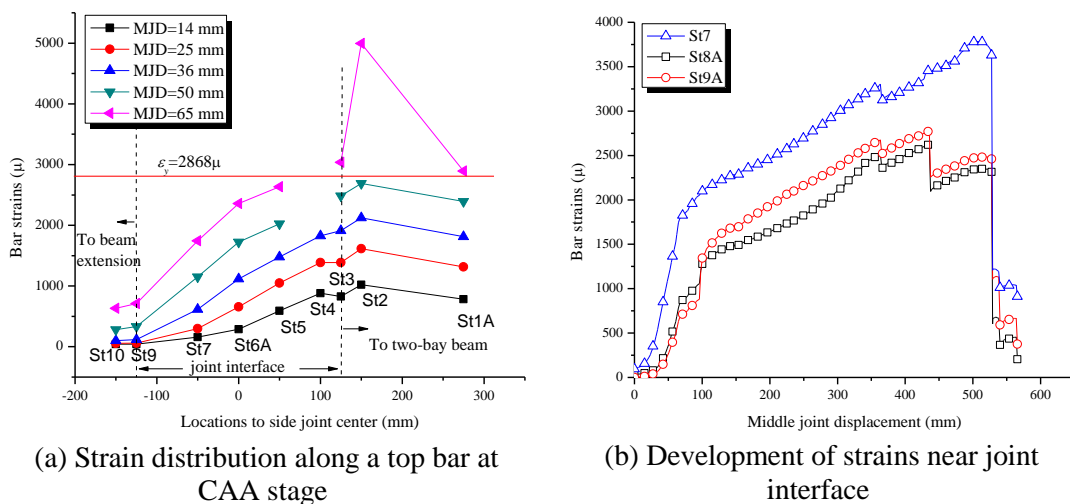 MJD=14 mm
MJD=25 mm
MJD=36 mm
MJD=50 mm
MJD=65 mm
5000
4000
3000
2000
1000
0
Bar strains (μ)
ε_y=2868μ
To beam
extension
St10
St9
St7
St6A
St5
St4
St3
St2
St1A
To two-bay beam
joint interface
-200
-100
0
100
200
300
Locations to side joint center (mm)
(a) Strain distribution along a top bar at
CAA stage
St7
St8A
St9A
4000
3500
3000
2500
2000
1500
1000
500
0
Bar strains (μ)
0
100
200
300
400
500
600
Middle joint displacement (mm)
(b) Development of strains near joint
interface